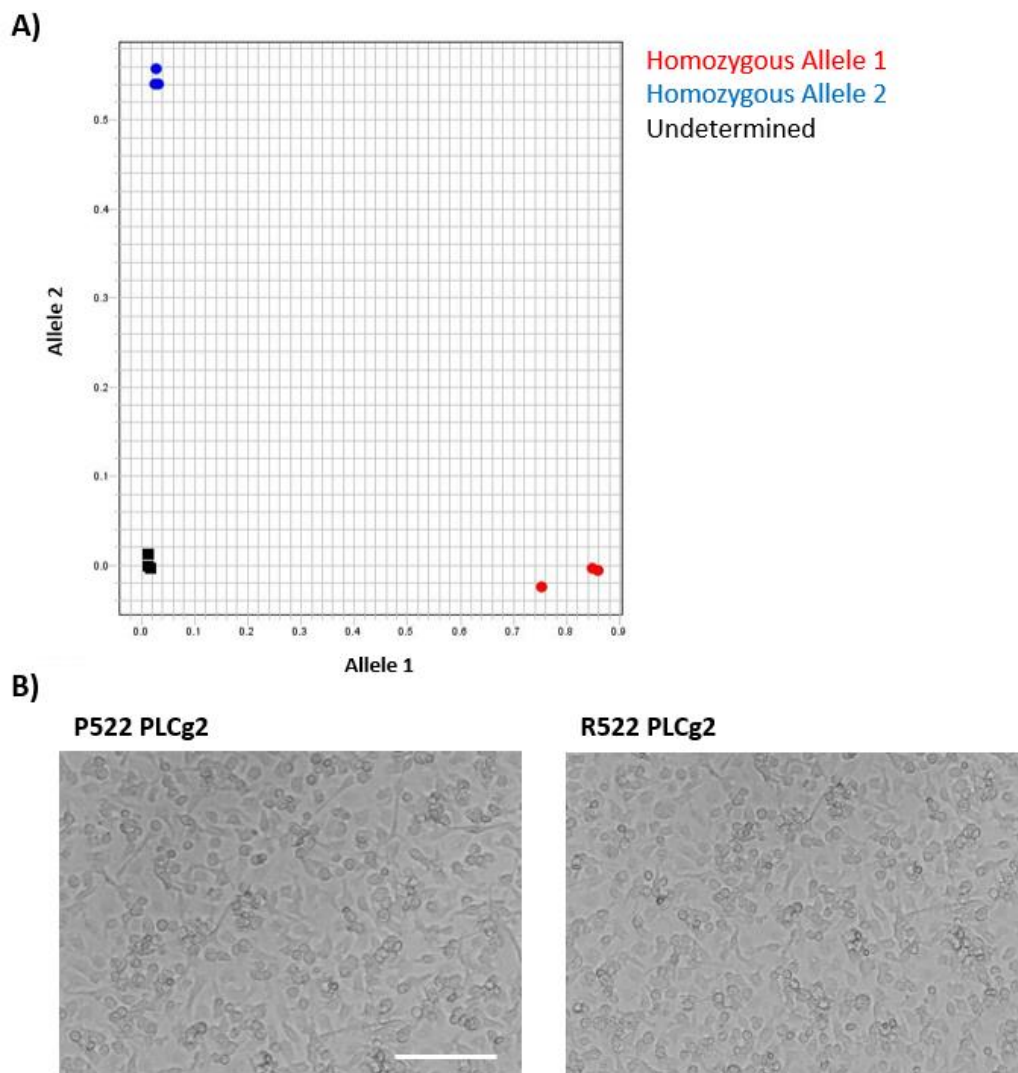 A)
Homozygous Allele 1
Homozygous Allele 2
Undetermined
0.5
0.4
0.3
0.2
0.1
0.0
Allele 2
0.0 0.1 0.2 0.3 0.4 0.5 0.6 0.7 0.8 0.9
Allele 1
B)
P522 PLCg2 R522 PLCg2